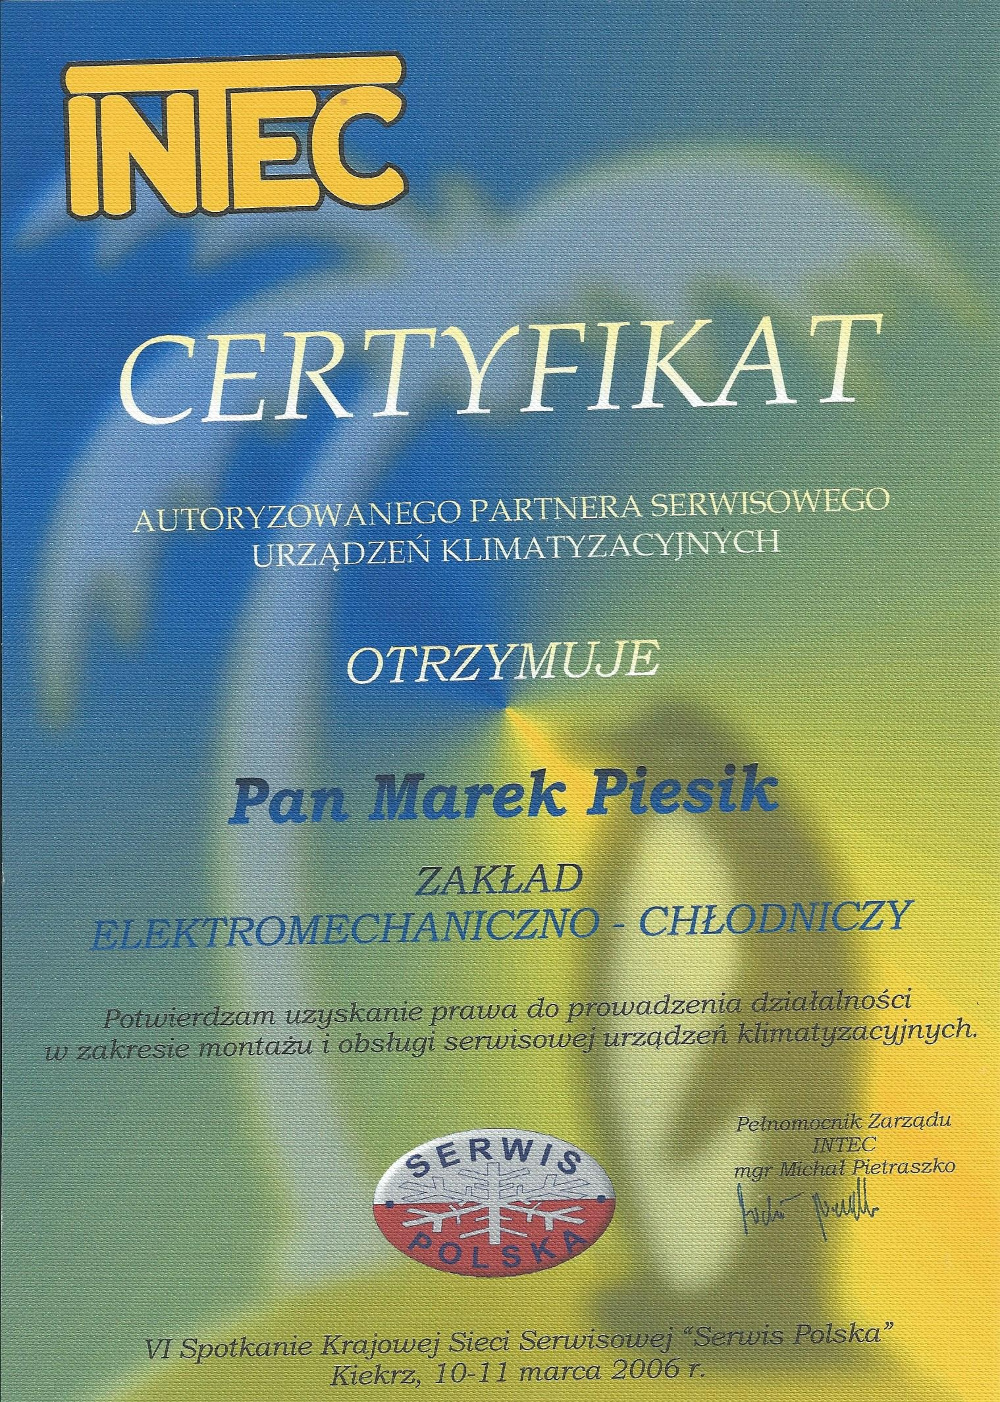 INTEC
CERTYFIKAT
AUTORYZOWANEGO PARTNERA SERWISOWEGO
URZĄDZEŃ KLIMATYZACYJNYCH
OTRZYMUJE
Pan Marek Piesik
ZAKŁAD
ELEKTROMECHANICZNO - CHŁODNICZY
Potwierdzam uzyskanie prawa do prowadzenia działalności
w zakresie montażu i obsługi serwisowej urządzeń klimatyzacyjnych.
Pełnomocnik Zarządu
INTEC
mgr Michał Pietraszko
SERWIS
POLSKA
VI Spotkanie Krajowej Sieci Serwisowej “Serwis Polska”
Kiekrz, 10-11 marca 2006 r.